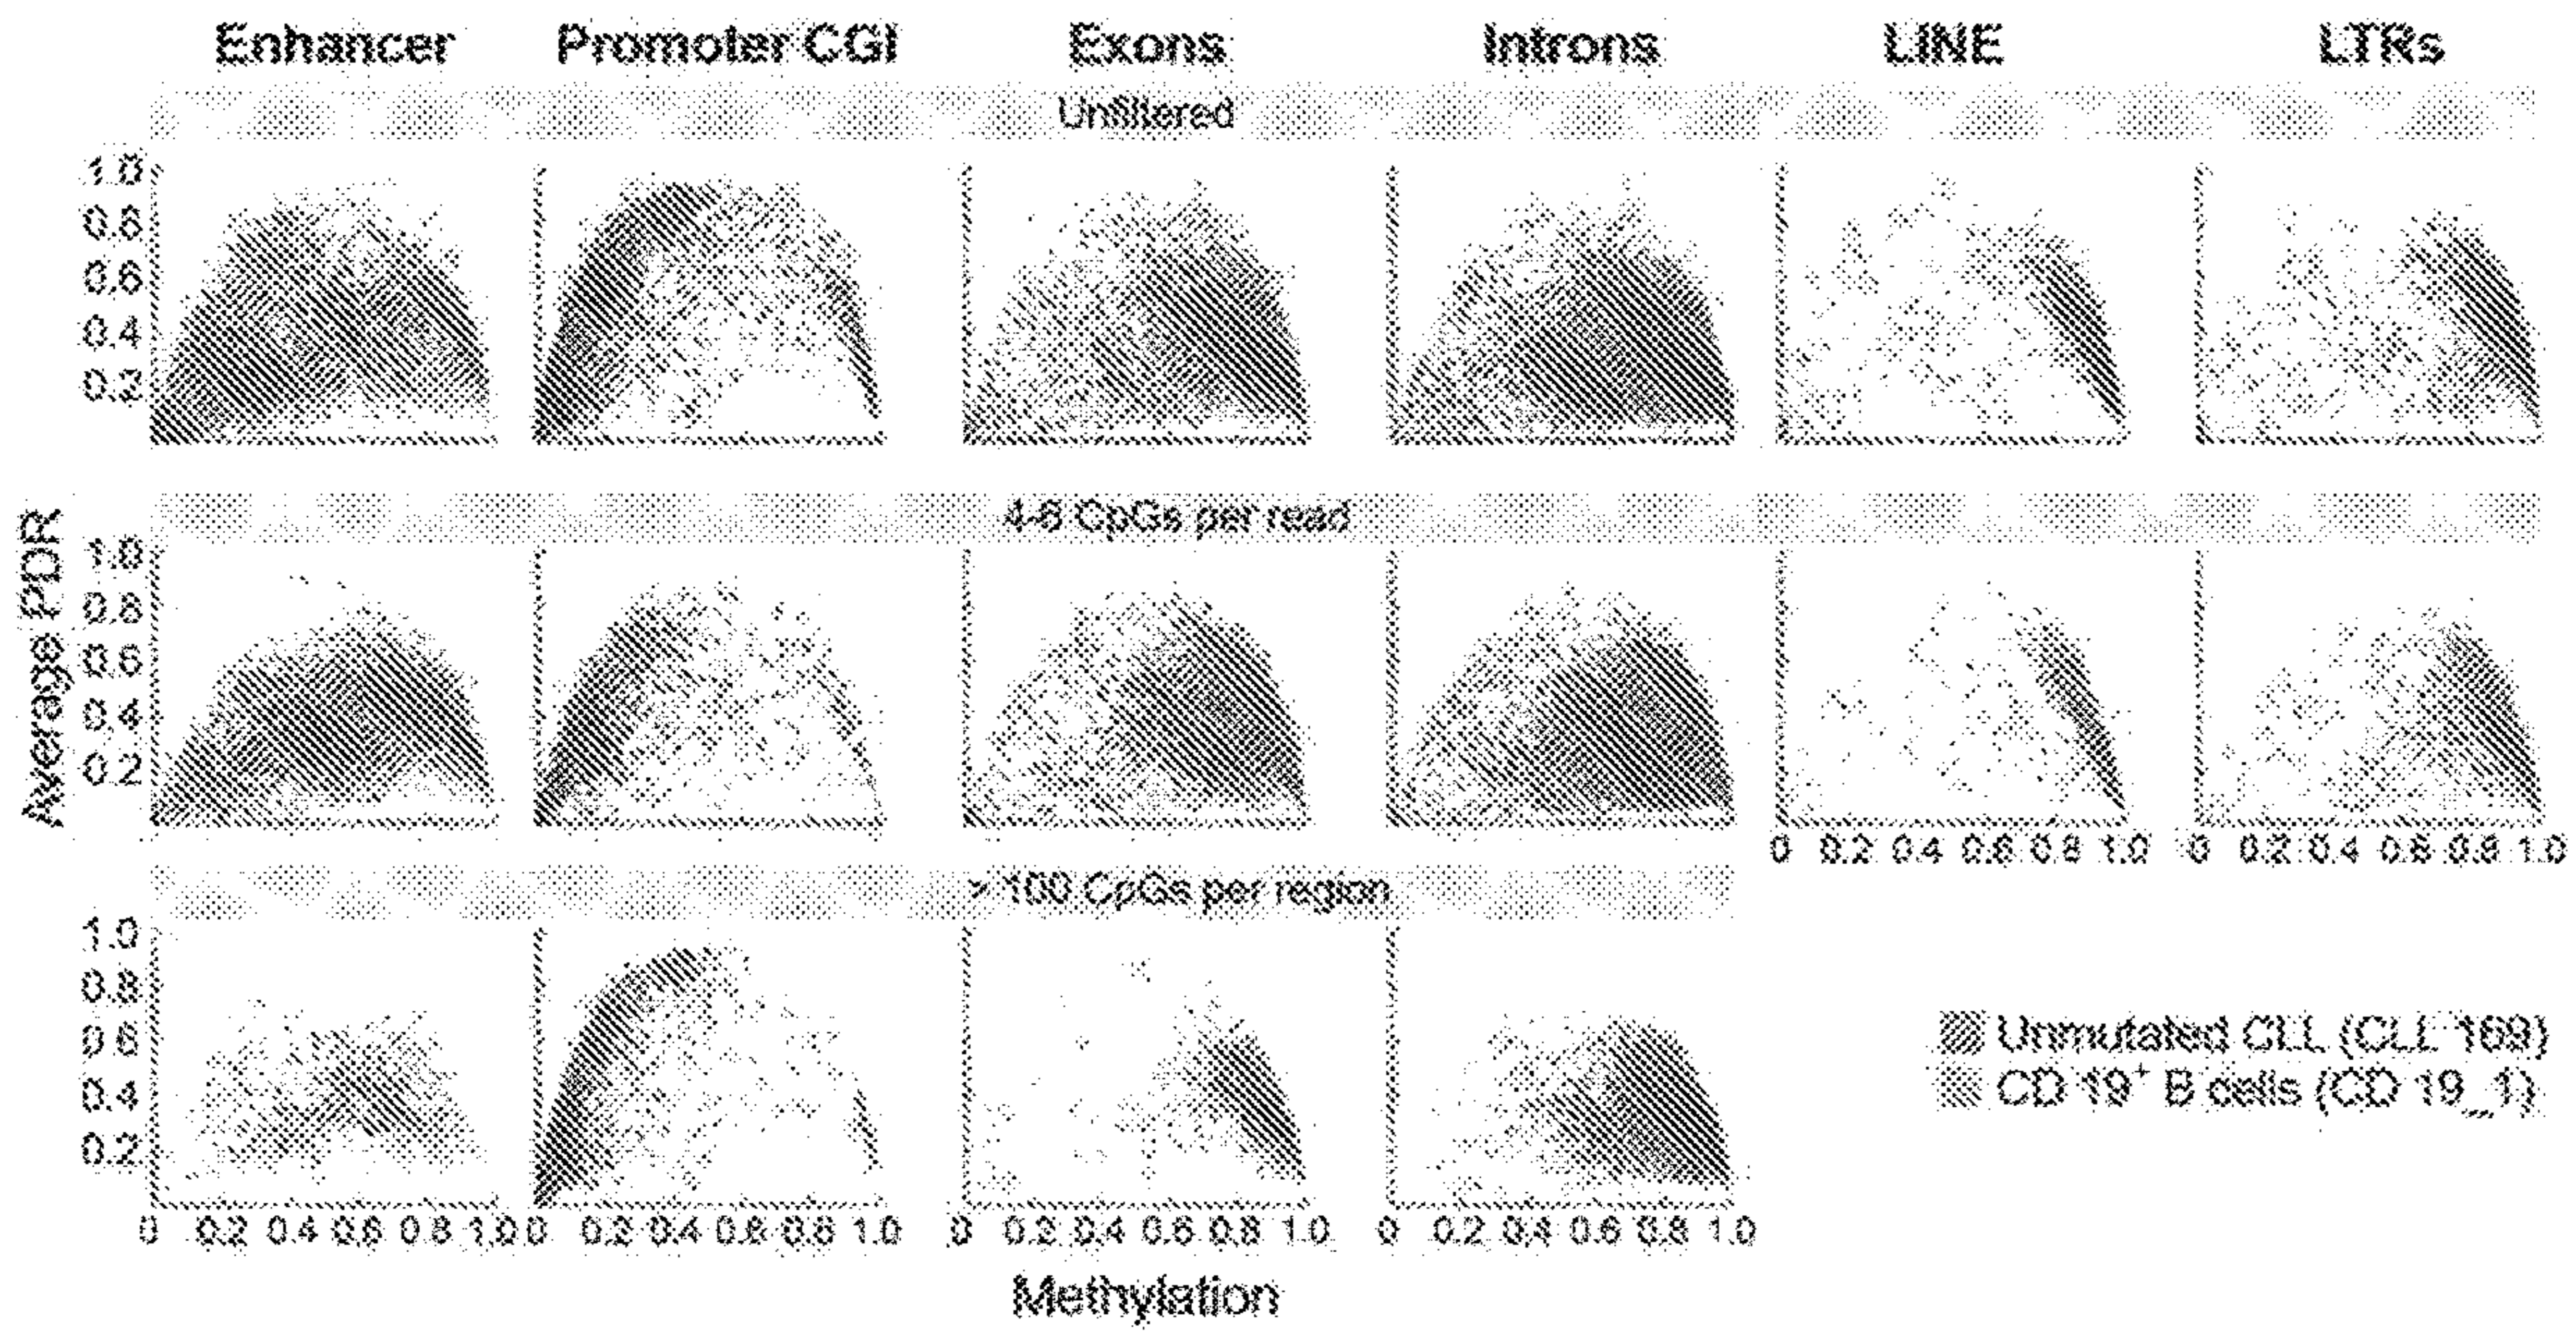 Enhancer Promoter CGI Exons Introns LINE LTRs
Unfiltered
1.0
0.8
0.6
0.4
0.2
4-6 CpGs per read
Average PDR
1.0
0.8
0.6
0.4
0.2
0 0.2 0.4 0.6 0.8 1.0 0 0.2 0.4 0.6 0.8 1.0
> 100 CpGs per region
1.0
0.8
0.6
0.4
0.2
0 0.2 0.4 0.6 0.8 1.0 0 0.2 0.4 0.6 0.8 1.0 0 0.2 0.4 0.6 0.8 1.0 0 0.2 0.4 0.6 0.8 1.0
Methylation
Unmutated CLL (CLL 169)
CD 19+ B cells (CD 19_1)